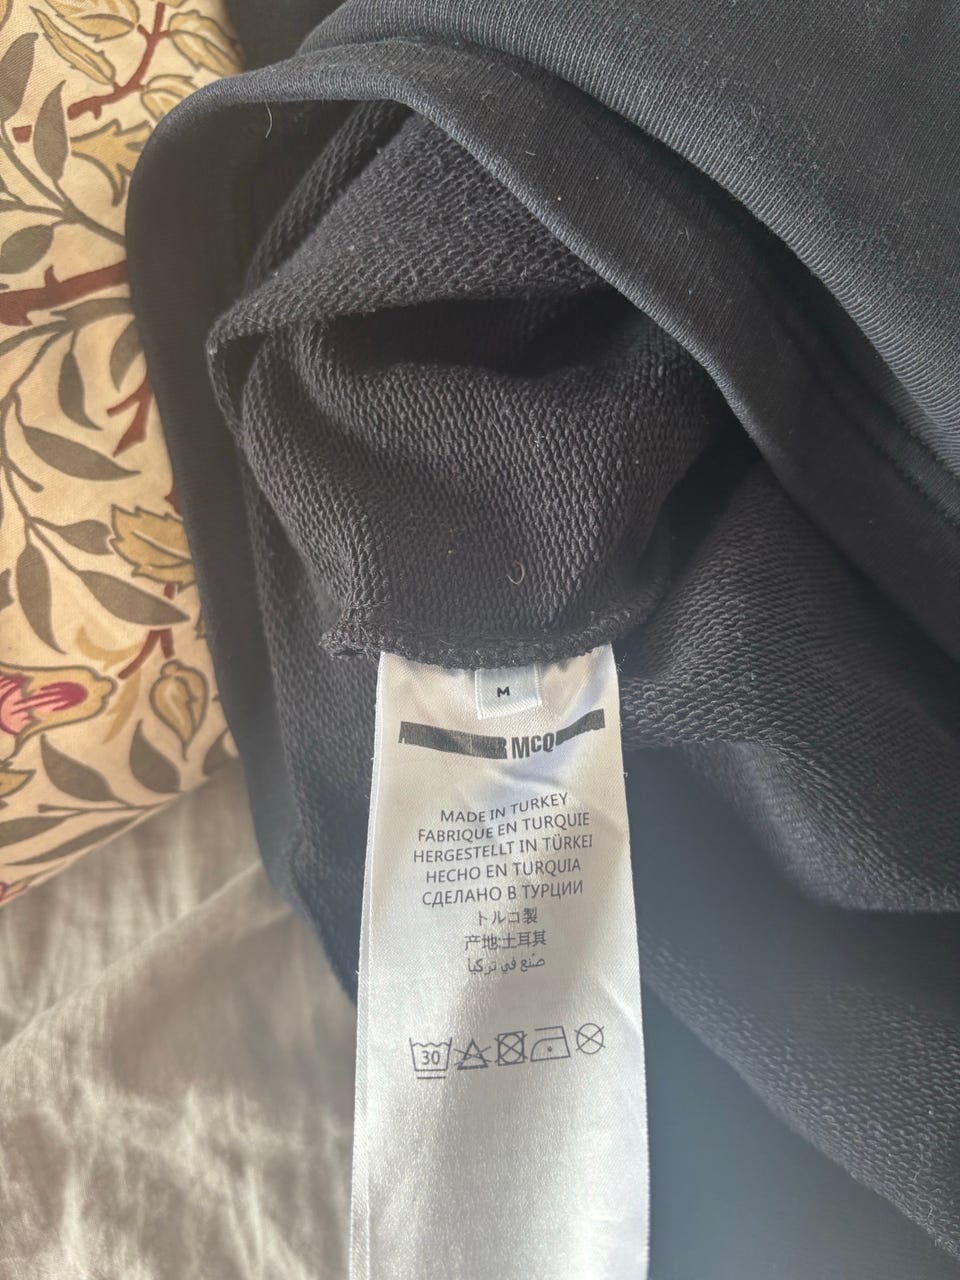 M
R MCQ
MADE IN TURKEY
FABRIQUE EN TURQUIE
HERGESTELLT IN TÜRKEI
HECHO EN TURQUIA
СДЕЛАНО В ТУРЦИИ
トルコ製
产地:土耳其
صُنع في تركيا
30